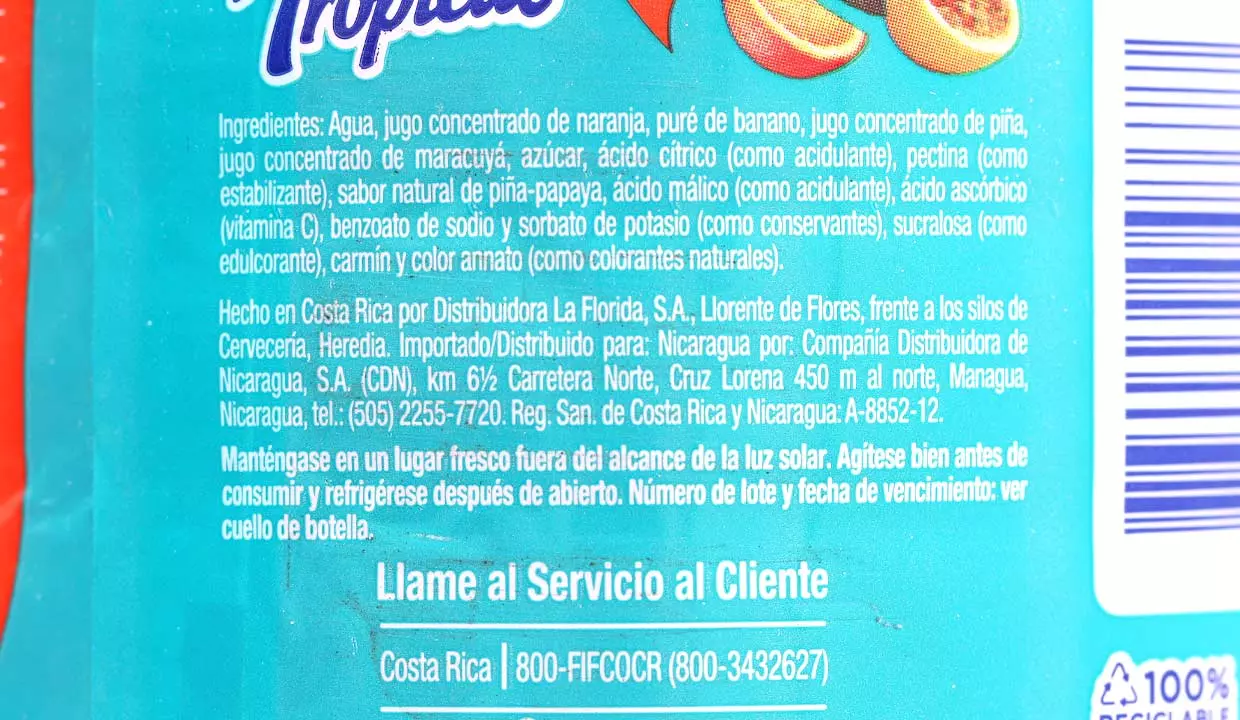 Tropical
Ingredientes: Agua, jugo concentrado de naranja, puré de banano, jugo concentrado de piña,
jugo concentrado de maracuyá, azúcar, ácido cítrico (como acidulante), pectina (como
estabilizante), sabor natural de piña-papaya, ácido málico (como acidulante), ácido ascórbico
(vitamina C), benzoato de sodio y sorbato de potasio (como conservantes), sucralosa (como
edulcorante), carmín y color annato (como colorantes naturales).
Hecho en Costa Rica por Distribuidora La Florida, S.A., Llorente de Flores, frente a los silos de
Cervecería, Heredia. Importado/Distribuido para: Nicaragua por: Compañía Distribuidora de
Nicaragua, S.A. (CDN), km 6½ Carretera Norte, Cruz Lorena 450 m al norte, Managua,
Nicaragua, tel.: (505) 2255-7720. Reg. San. de Costa Rica y Nicaragua: A-8852-12.
Manténgase en un lugar fresco fuera del alcance de la luz solar. Agítese bien antes de
consumir y refrigérese después de abierto. Número de lote y fecha de vencimiento: ver
cuello de botella.
Llame al Servicio al Cliente
Costa Rica | 800-FIFCOCR (800-3432627)
100%
RECICLABLE